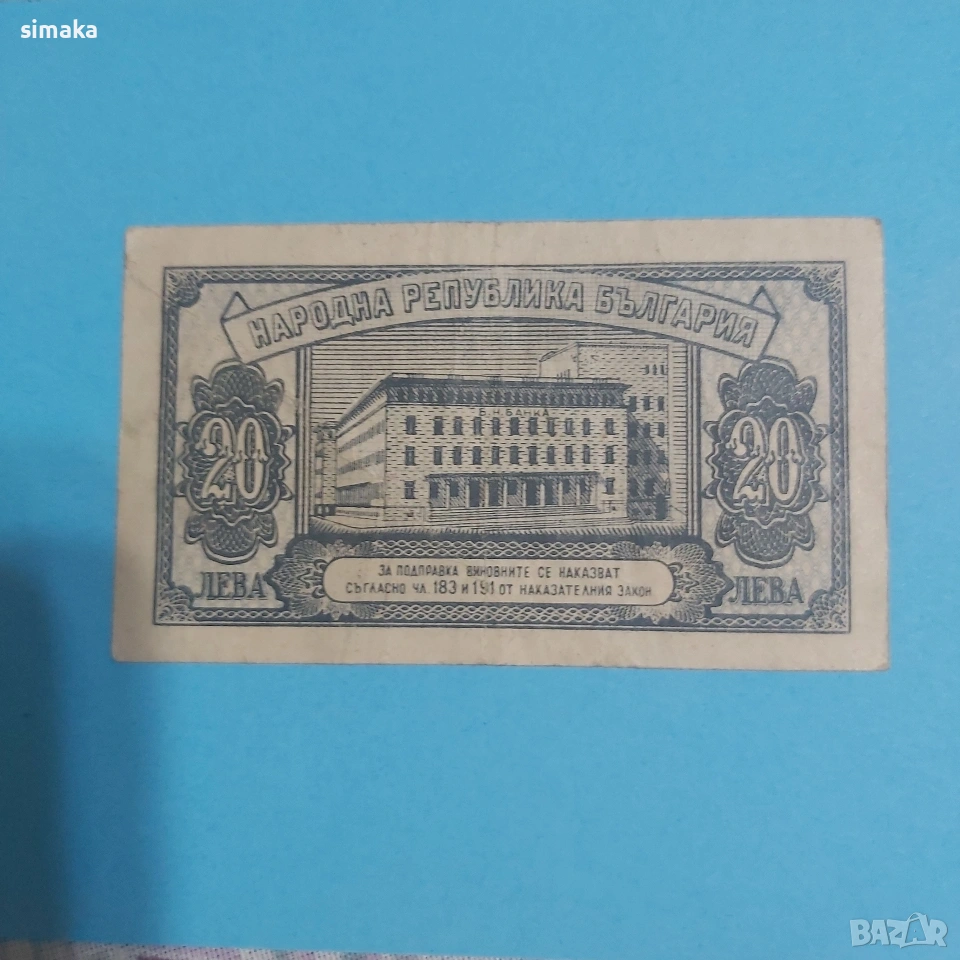 simaka
НАРОДНА РЕПУБЛИКА БЪЛГАРИЯ
Б.Н.БАНКА
20
20
ЛЕВА
ЛЕВА
ЗА ПОДПРАВКА ВИНОВНИТЕ СЕ НАКАЗВАТ
СЪГЛАСНО ЧЛ. 183 И 191 ОТ НАКАЗАТЕЛНИЯ ЗАКОН
BAZAR